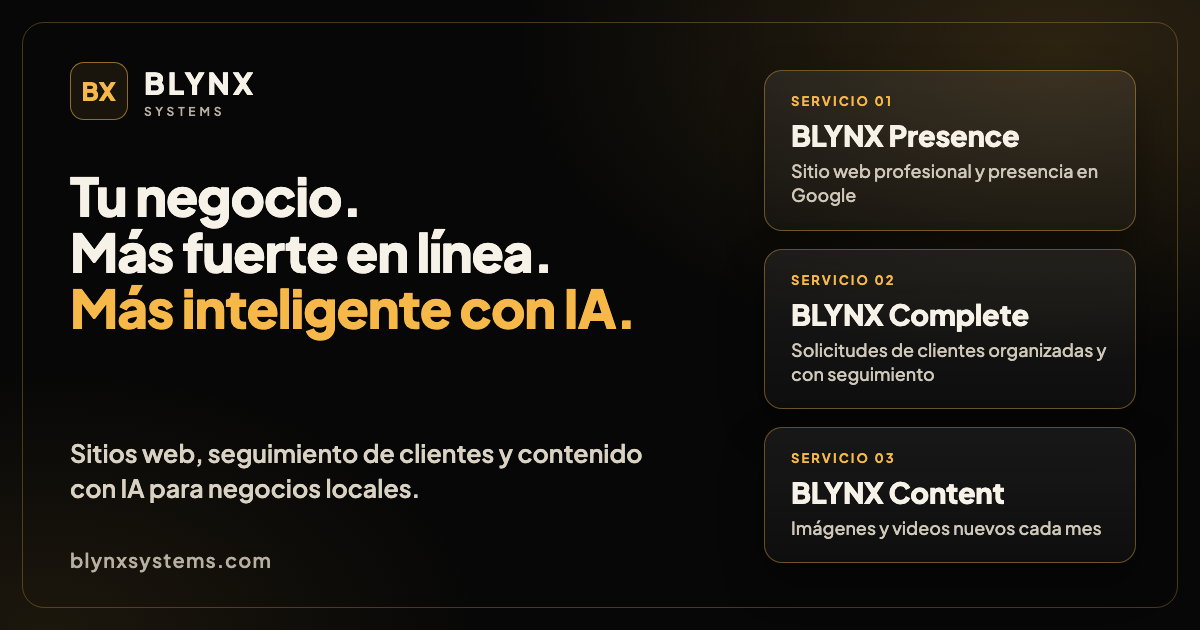 BX
BLYNX
SYSTEMS
Tu negocio.
Más fuerte en línea.
Más inteligente con IA.
Sitios web, seguimiento de clientes y contenido
con IA para negocios locales.
blynxsystems.com
SERVICIO 01
BLYNX Presence
Sitio web profesional y presencia en
Google
SERVICIO 02
BLYNX Complete
Solicitudes de clientes organizadas y
con seguimiento
SERVICIO 03
BLYNX Content
Imágenes y videos nuevos cada mes